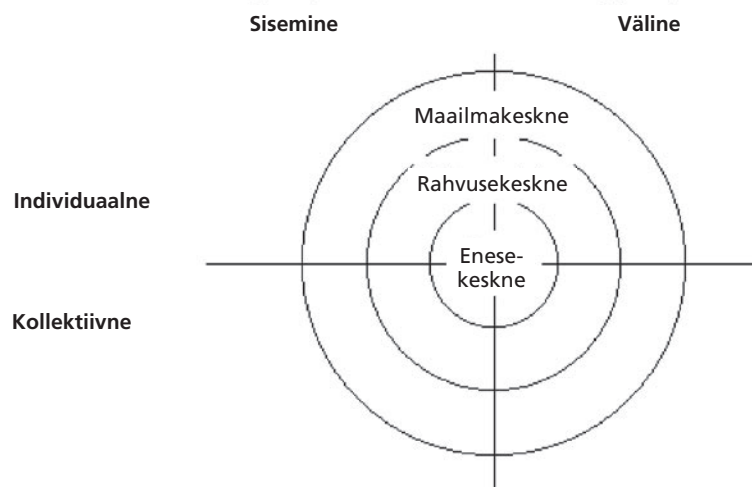 Sisemine
Väline
Maailmakeskne
Rahvusekeskne
Individuaalne
Enese-
keskne
Kollektiivne